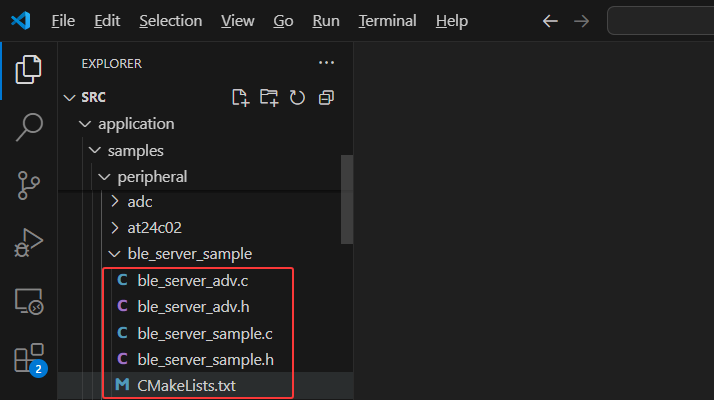 File Edit Selection View Go Run Terminal Help
EXPLORER
SRC
application
samples
peripheral
adc
at24c02
ble_server_sample
C ble_server_adv.c
C ble_server_adv.h
C ble_server_sample.c
C ble_server_sample.h
M CMakeLists.txt
2